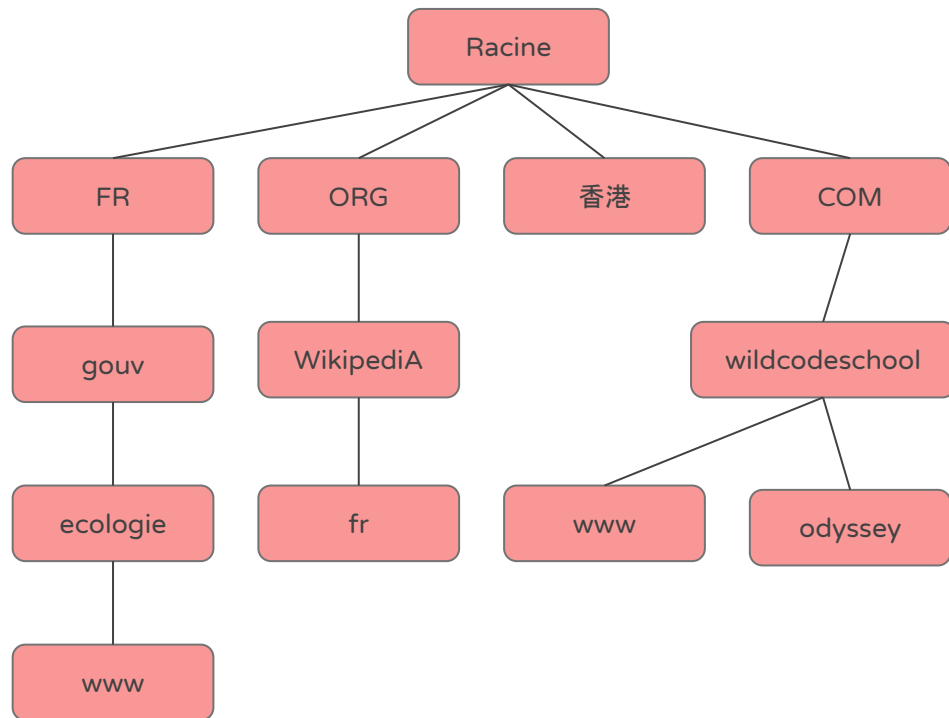 Racine
FR
ORG
香港
COM
gouv
WikipediA
wildcodeschool
ecologie
fr
www
odyssey
www